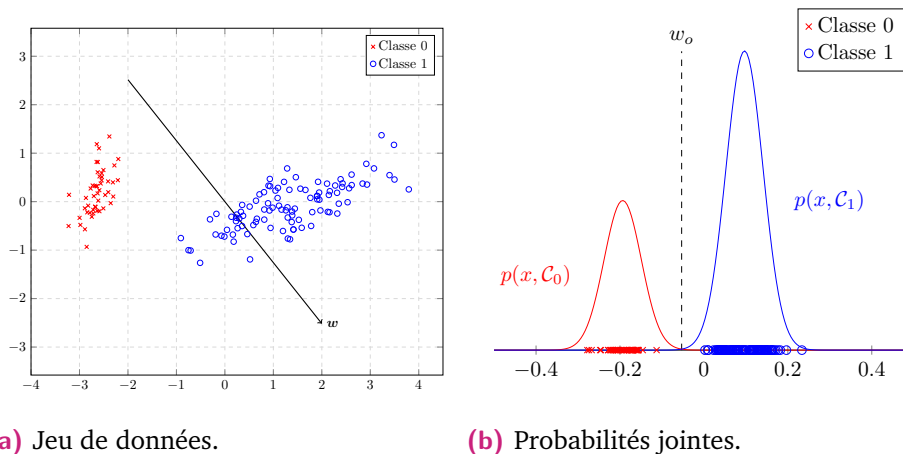 Classe 0
Classe 1
3
2
1
0
−1
−2
−3
−4
−3
−2
−1
0
1
2
3
4
w
a) Jeu de données.
Classe 0
Classe 1
w_o
p(x, C_1)
p(x, C_0)
−0.4
−0.2
0
0.2
0.4
(b) Probabilités jointes.